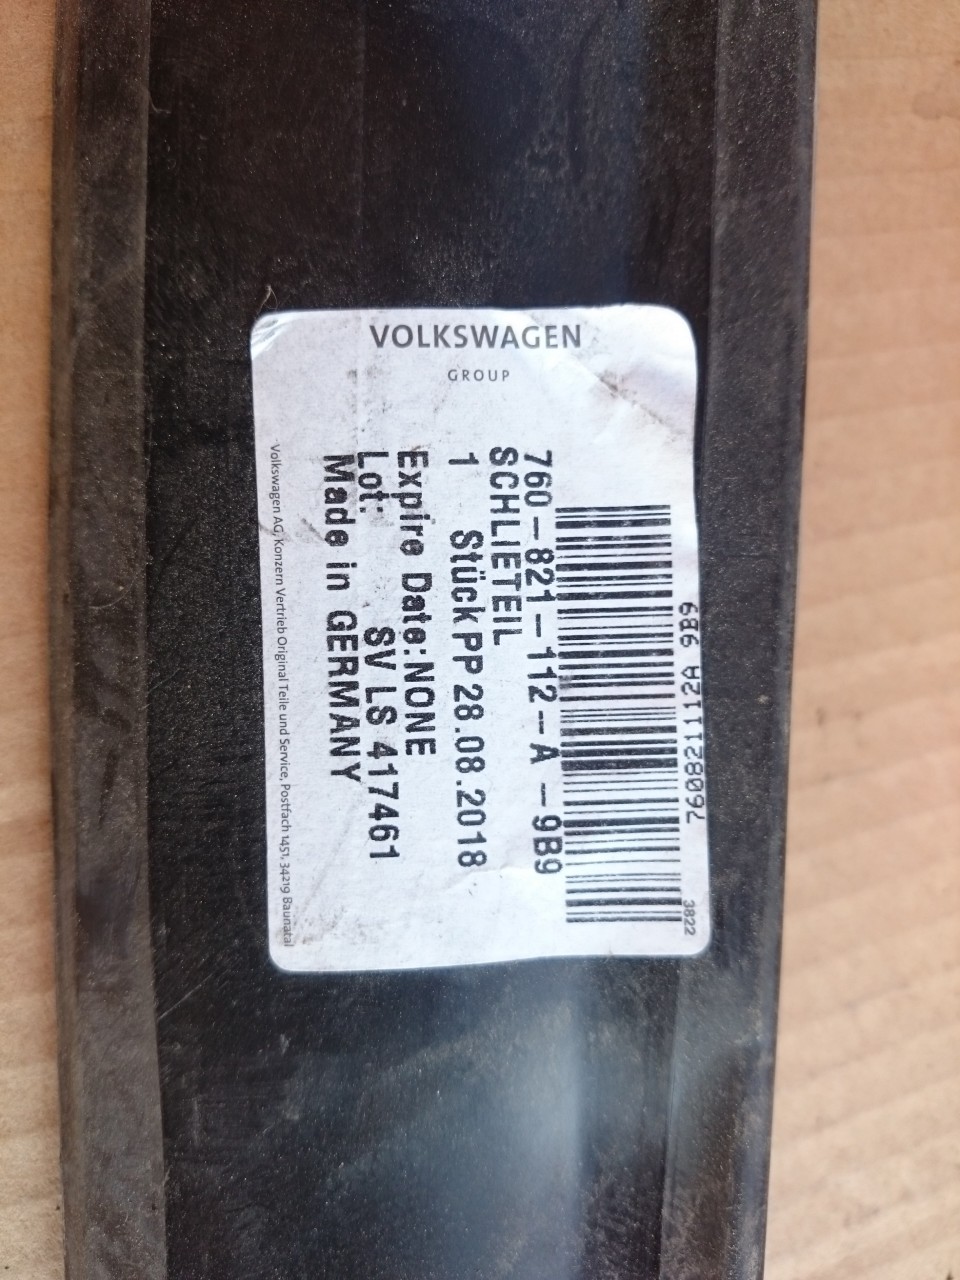 VOLKSWAGEN
GROUP
760821112A 9B9
3822
760-821-112--A -9B9
SCHLIETEIL
1 Stück PP 28.08.2018
Expire Date:NONE
Lot: SV LS 417461
Made in GERMANY
Volkswagen AG, Konzern Vertrieb Original Teile und Service, Postfach 1451, 34219 Baunatal